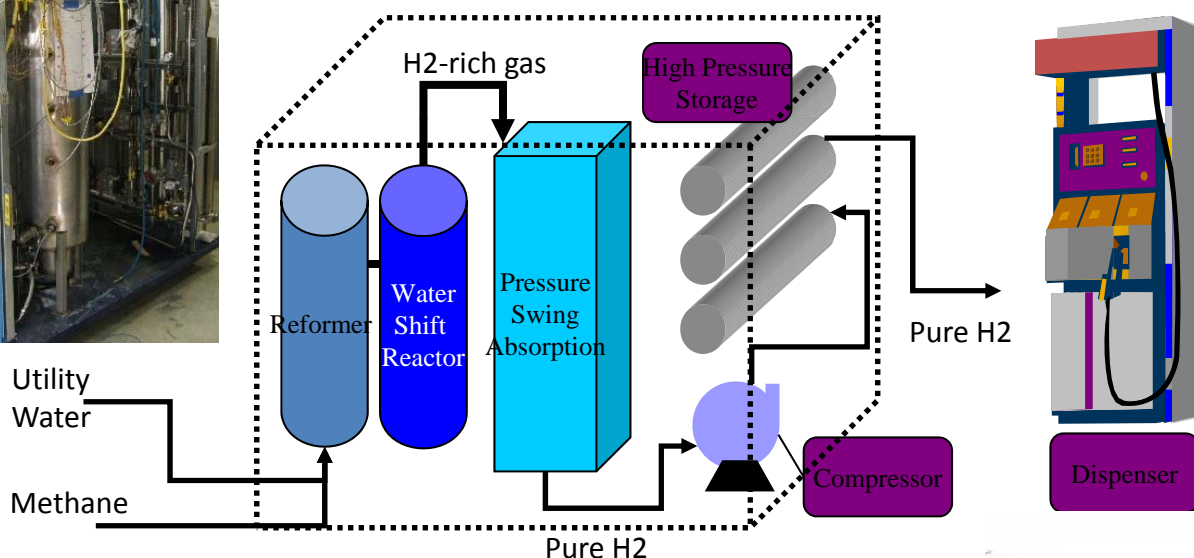 H2-rich gas
High Pressure
Storage
Reformer
Water
Shift
Reactor
Pressure
Swing
Absorption
Utility
Water
Methane
Pure H2
Compressor
Pure H2
Dispenser